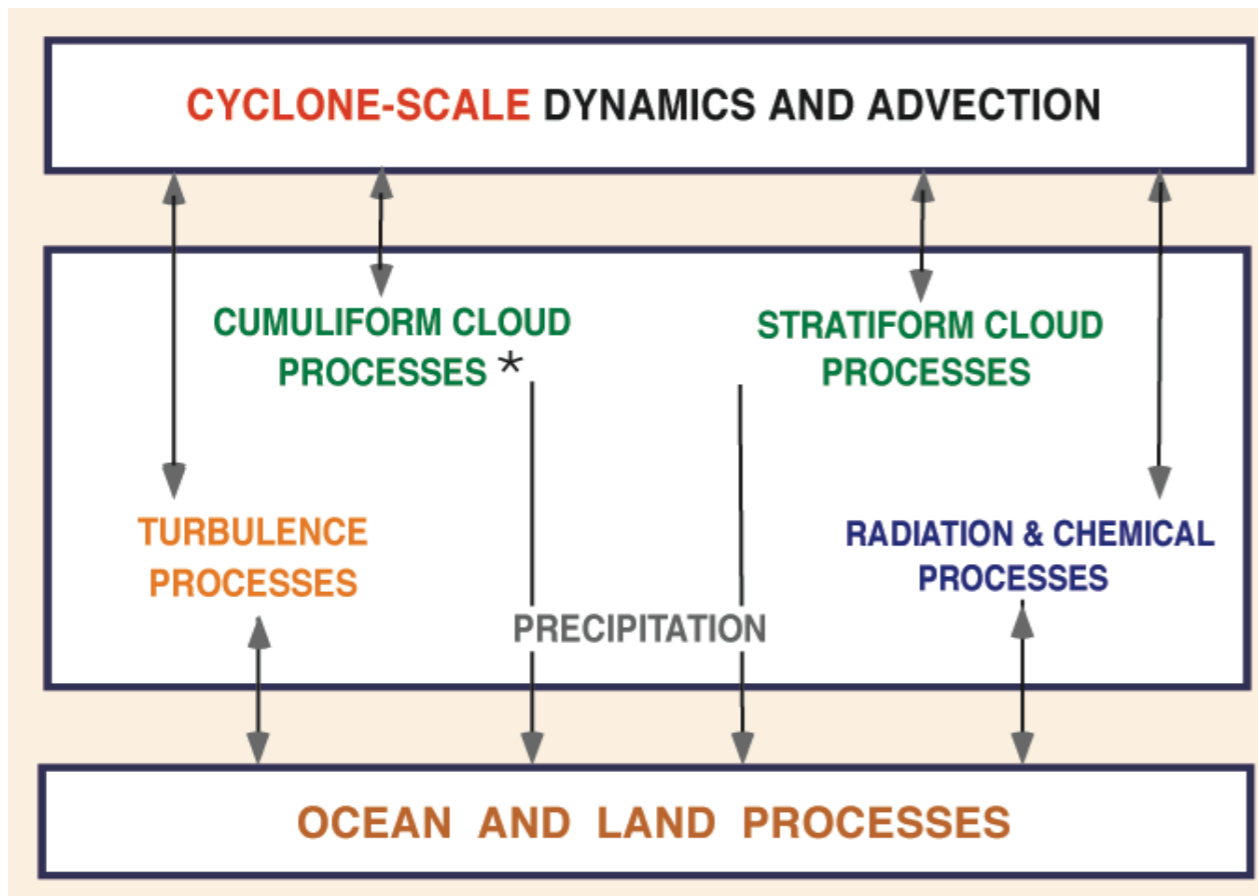 CYCLONE-SCALE DYNAMICS AND ADVECTION
CUMULIFORM CLOUD
PROCESSES *
STRATIFORM CLOUD
PROCESSES
TURBULENCE
PROCESSES
RADIATION & CHEMICAL
PROCESSES
PRECIPITATION
OCEAN AND LAND PROCESSES